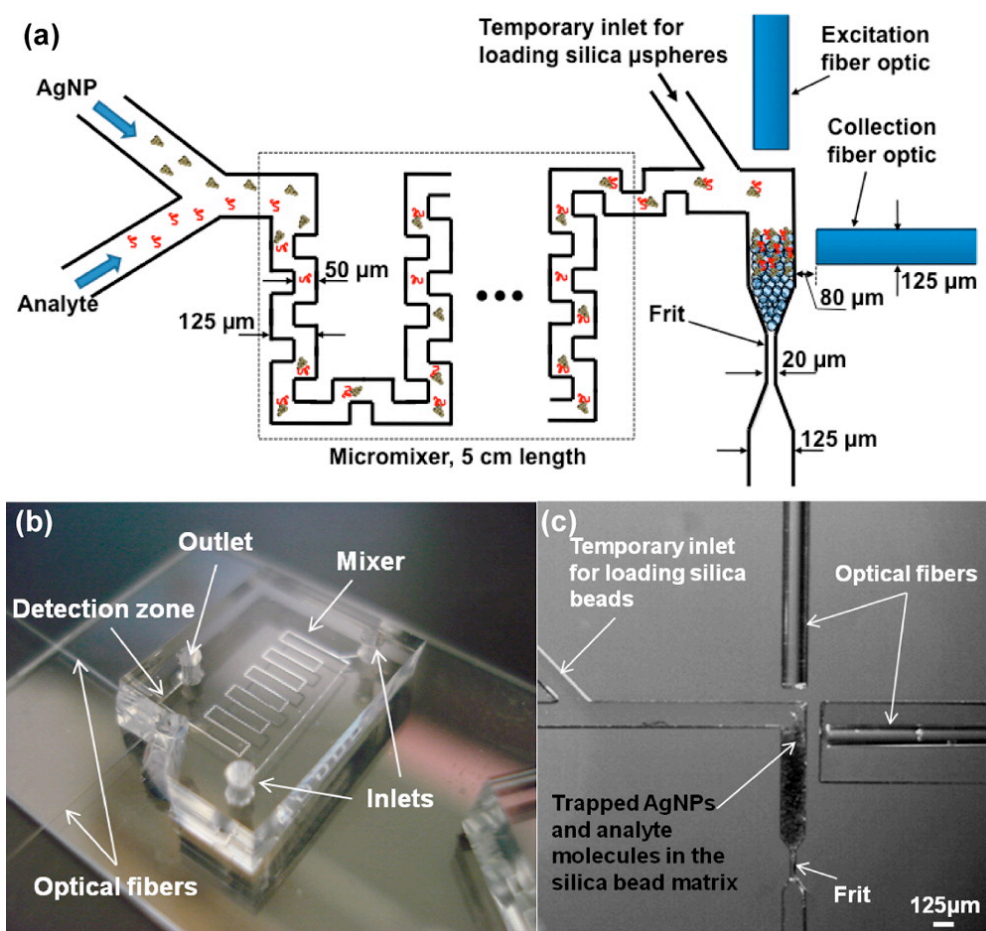 (a)
AgNP
Analyte
Temporary inlet for
loading silica µspheres
Excitation
fiber optic
Collection
fiber optic
50 µm
125 µm
125 µm
80 µm
Frit
20 µm
125 µm
Micromixer, 5 cm length
(b)
Outlet
Mixer
Detection zone
Inlets
Optical fibers
(c)
Temporary inlet
for loading silica
beads
Optical fibers
Trapped AgNPs
and analyte
molecules in the
silica bead matrix
Frit
125µm